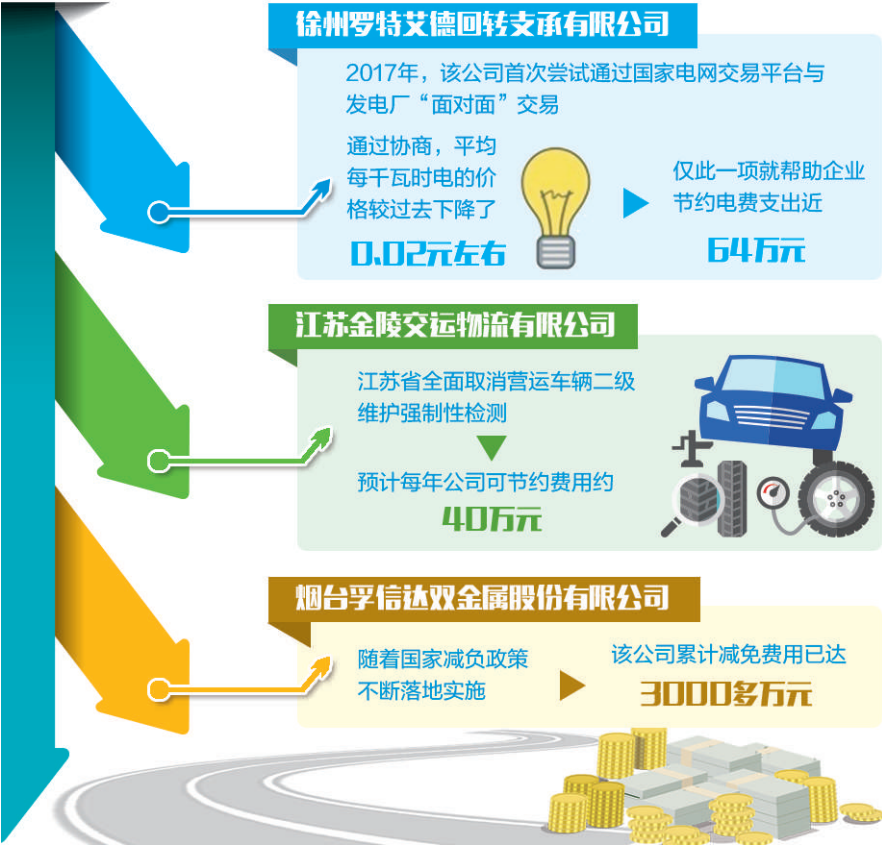 徐州罗特艾德回转支承有限公司
2017年，该公司首次尝试通过国家电网交易平台与
发电厂“面对面”交易
通过协商，平均
每千瓦时电的价
格较过去下降了
0.02元左右
仅此一项就帮助企业
节约电费支出近
64万元
江苏金陵交运物流有限公司
江苏省全面取消营运车辆二级
维护强制性检测
预计每年公司可节约费用约
40万元
烟台孚信达双金属股份有限公司
随着国家减负政策
不断落地实施
该公司累计减免费用已达
3000多万元